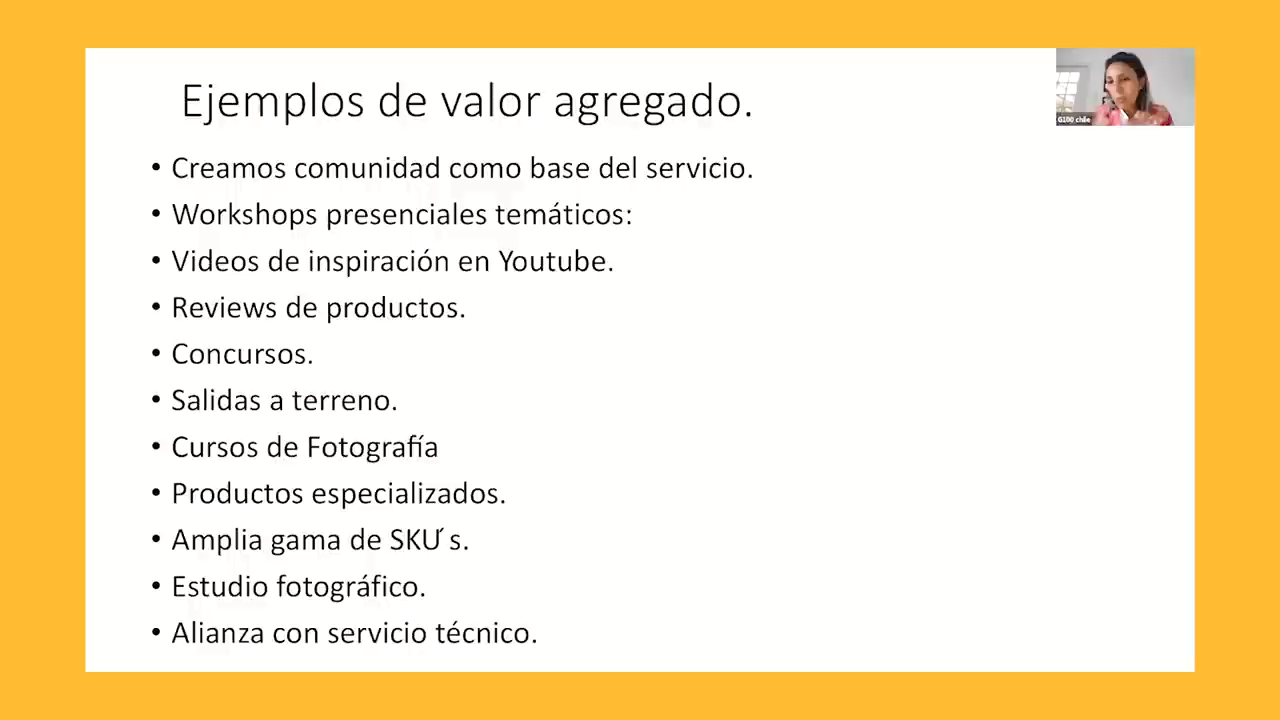 Ejemplos de valor agregado.
• Creamos comunidad como base del servicio.
• Workshops presenciales temáticos:
• Videos de inspiración en Youtube.
• Reviews de productos.
• Concursos.
• Salidas a terreno.
• Cursos de Fotografía
• Productos especializados.
• Amplia gama de SKU´s.
• Estudio fotográfico.
• Alianza con servicio técnico.
G100 chile